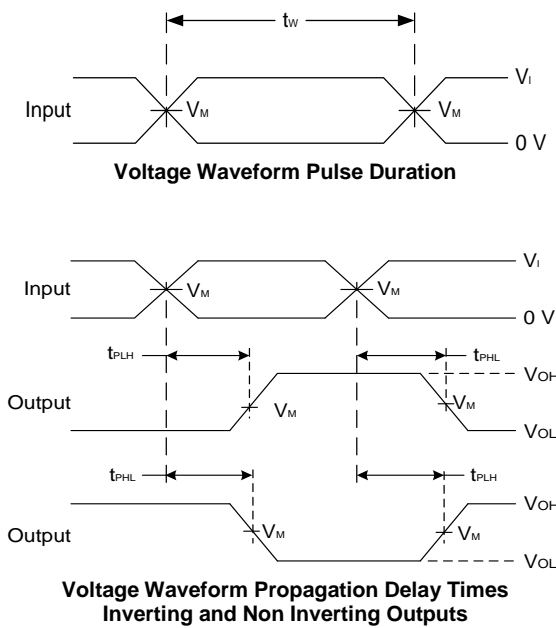 tW
VI
Input
VM
VM
0 V
Voltage Waveform Pulse Duration
VI
Input
VM
VM
0 V
tPLH
tPHL
VOH
Output
VM
VM
VOL
tPHL
tPLH
VOH
Output
VM
VM
VOL
Voltage Waveform Propagation Delay Times
Inverting and Non Inverting Outputs